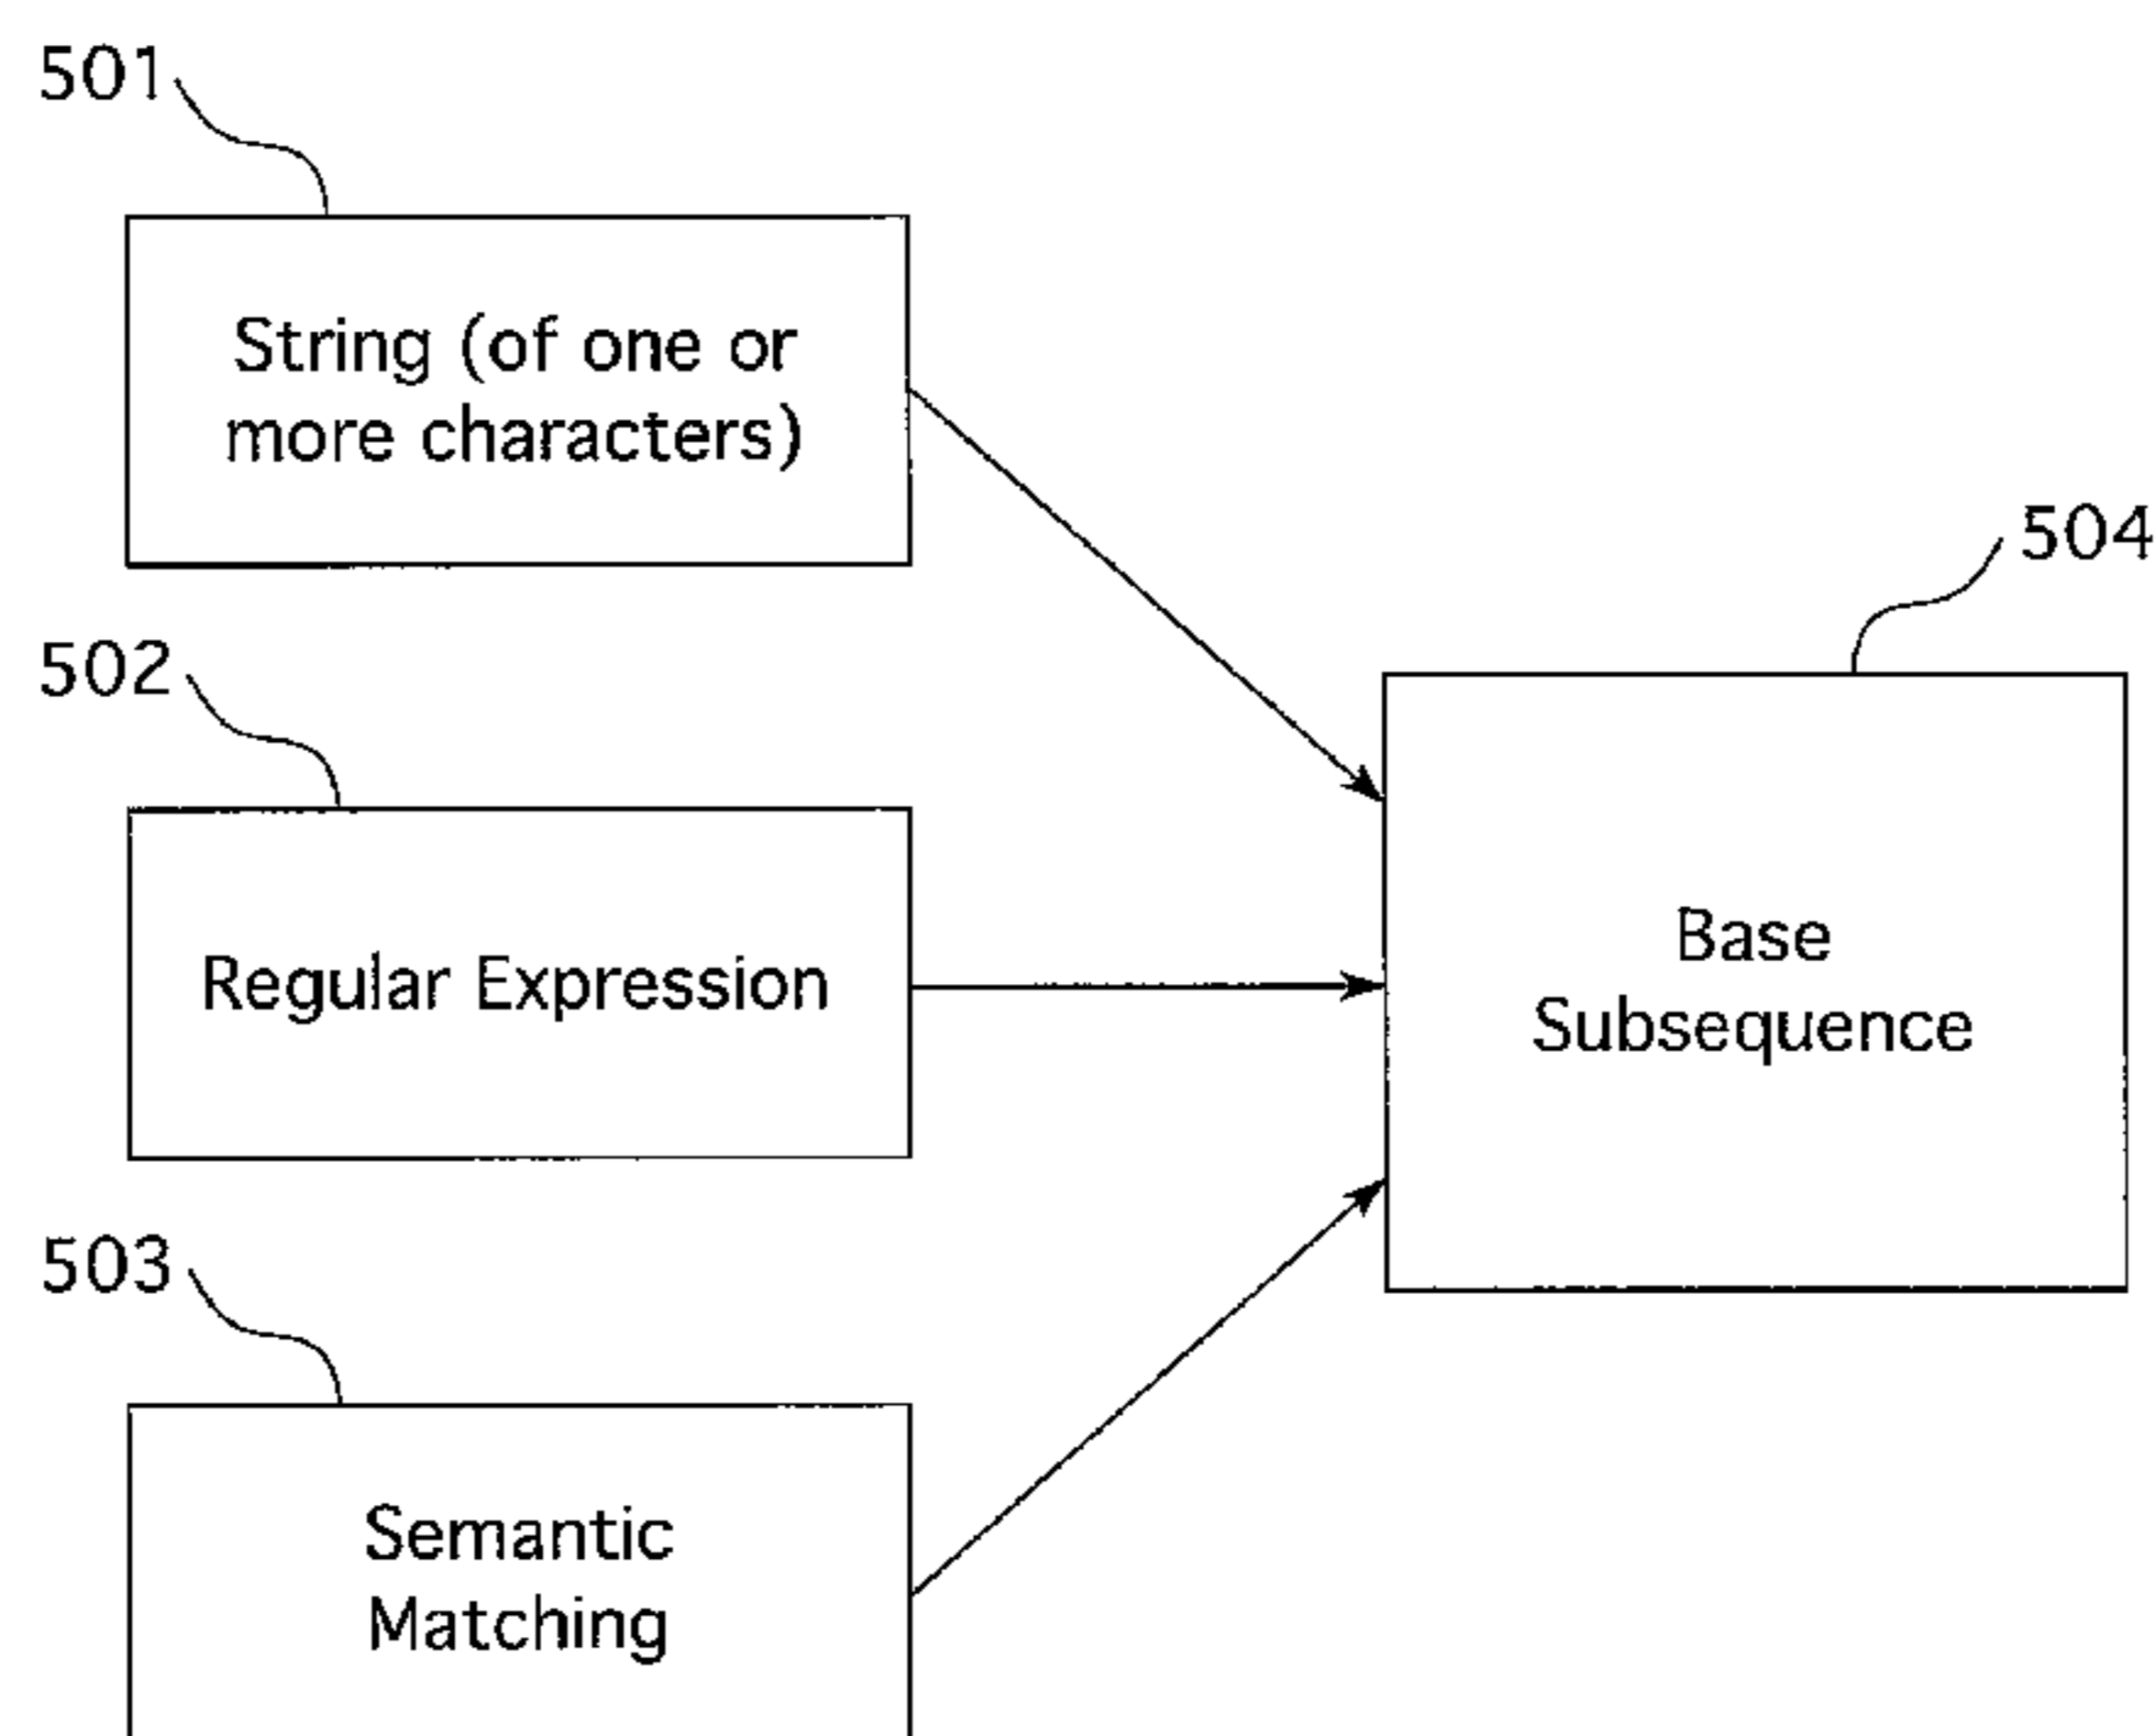 501
String (of one or
more characters)
504
502
Regular Expression
Base
Subsequence
503
Semantic
Matching